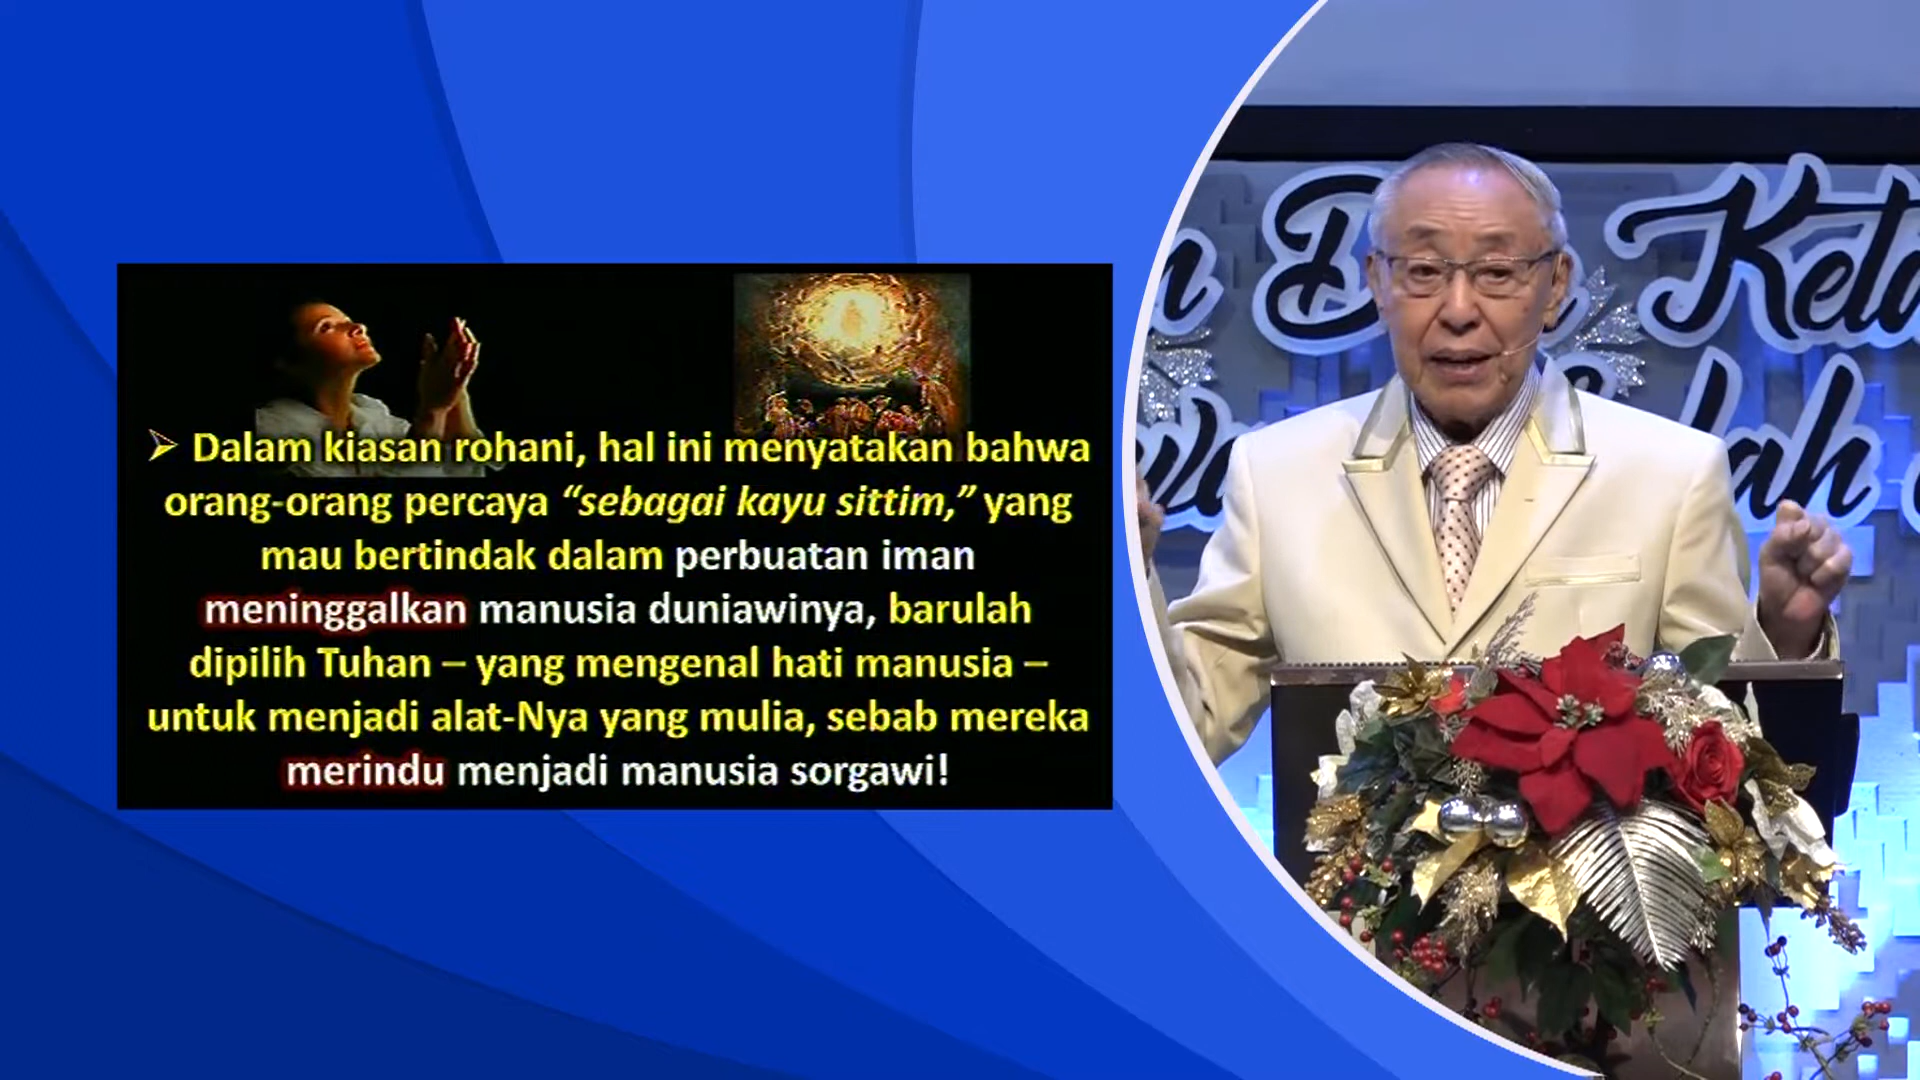 ➢ Dalam kiasan rohani, hal ini menyatakan bahwa
orang-orang percaya “sebagai kayu sittim,” yang
mau bertindak dalam perbuatan iman
meninggalkan manusia duniawinya, barulah
dipilih Tuhan – yang mengenal hati manusia –
untuk menjadi alat-Nya yang mulia, sebab mereka
merindu menjadi manusia sorgawi!